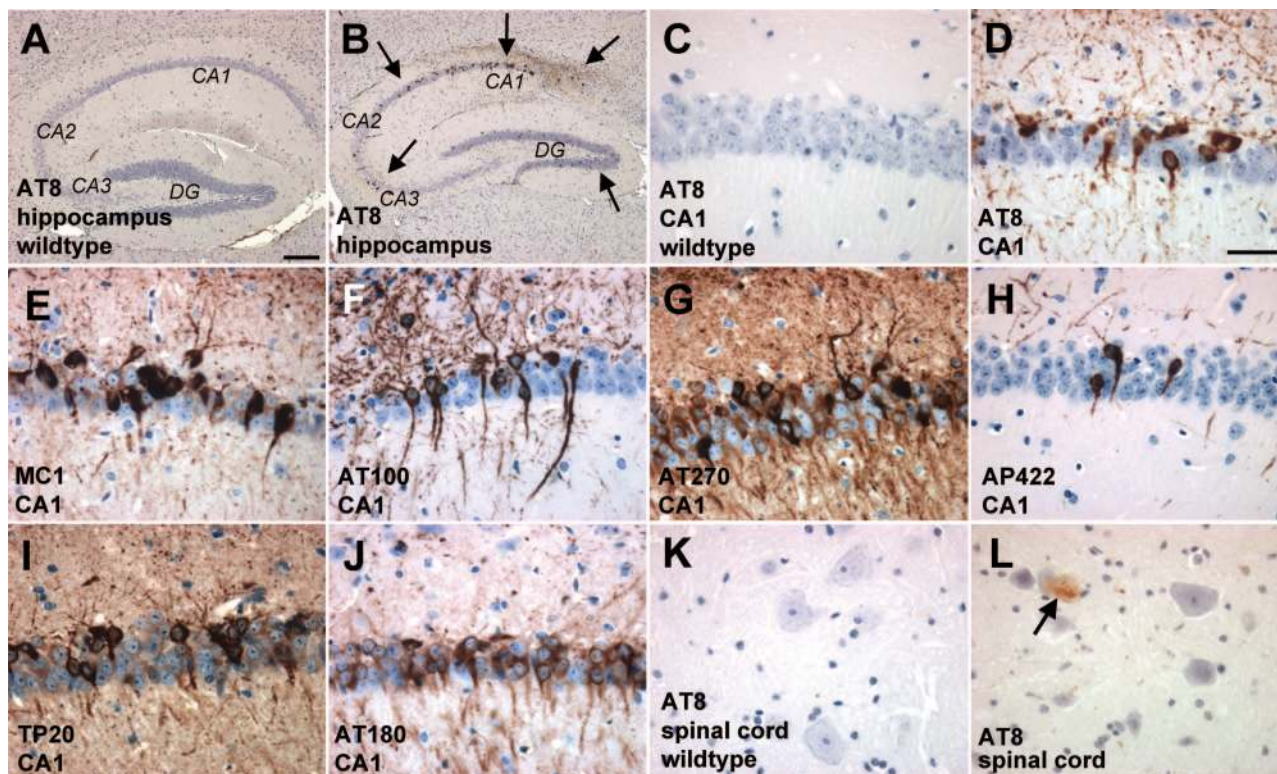 A
CA1
CA2
CA3
DG
AT8
hippocampus
wildtype
B
CA1
CA2
DG
CA3
AT8
hippocampus
C
AT8
CA1
wildtype
D
AT8
CA1
E
MC1
CA1
F
AT100
CA1
G
AT270
CA1
H
AP422
CA1
I
TP20
CA1
J
AT180
CA1
K
AT8
spinal cord
wildtype
L
AT8
spinal cord